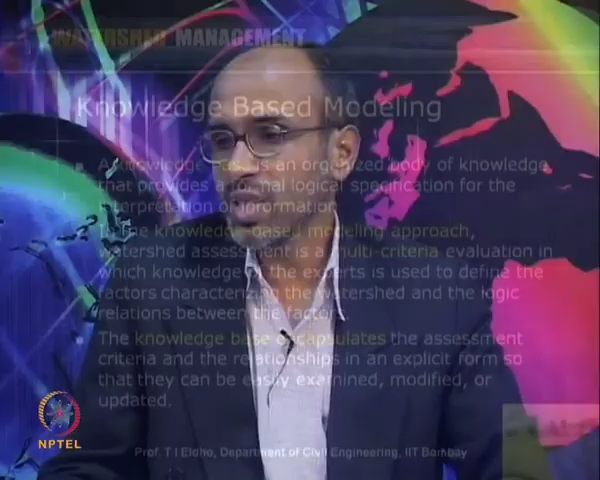 WATERSHED MANAGEMENT
Knowledge Based Modeling
A knowledge base is an organized body of knowledge
that provides a formal logical specification for the
interpretation of information.
In the knowledge-based modeling approach,
watershed assessment is a multi-criteria evaluation in
which knowledge of the experts is used to define the
factors characterizing the watershed and the logic
relations between the factors.
The knowledge base encapsulates the assessment
criteria and the relationships in an explicit form so
that they can be easily examined, modified, or
updated.
NPTEL
Prof. T I Eldho, Department of Civil Engineering, IIT Bombay